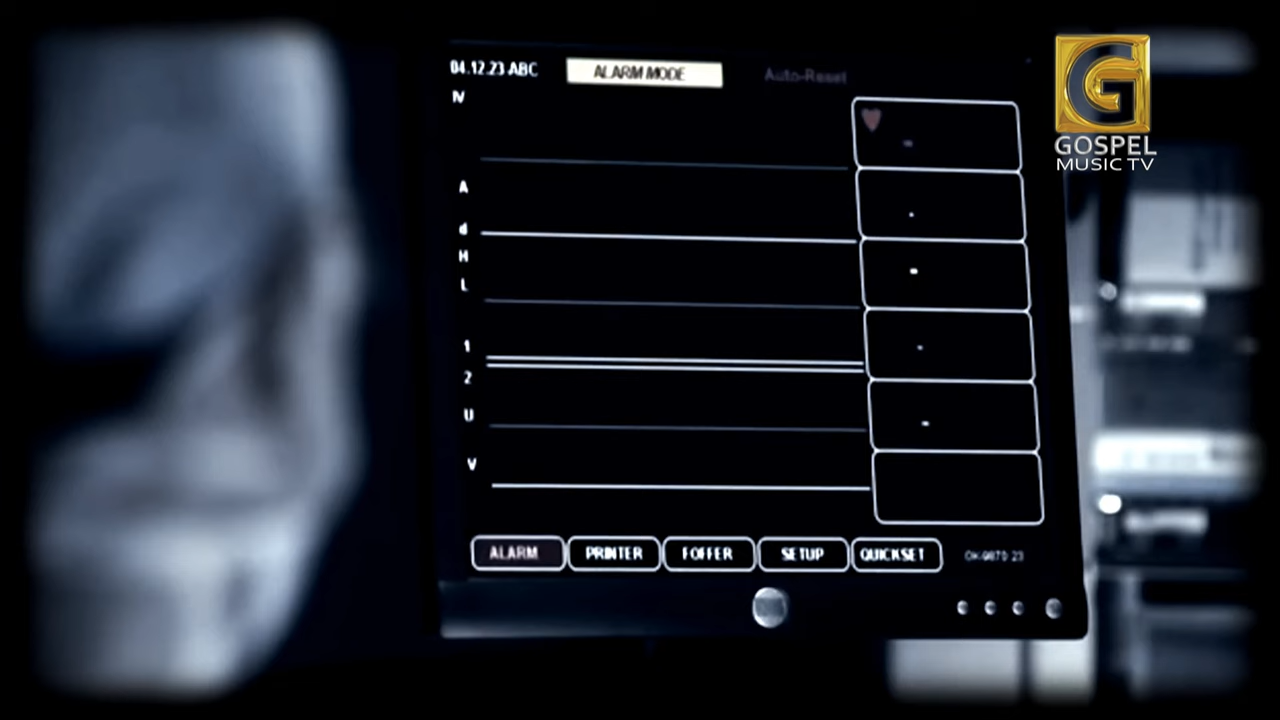 04.12.23 ABC
ALARM MODE
Auto-Reset
IV
A
d
H
L
1
2
U
V
ALARM
PRINTER
FOFFER
SETUP
QUICKSET
G
GOSPEL
MUSIC TV